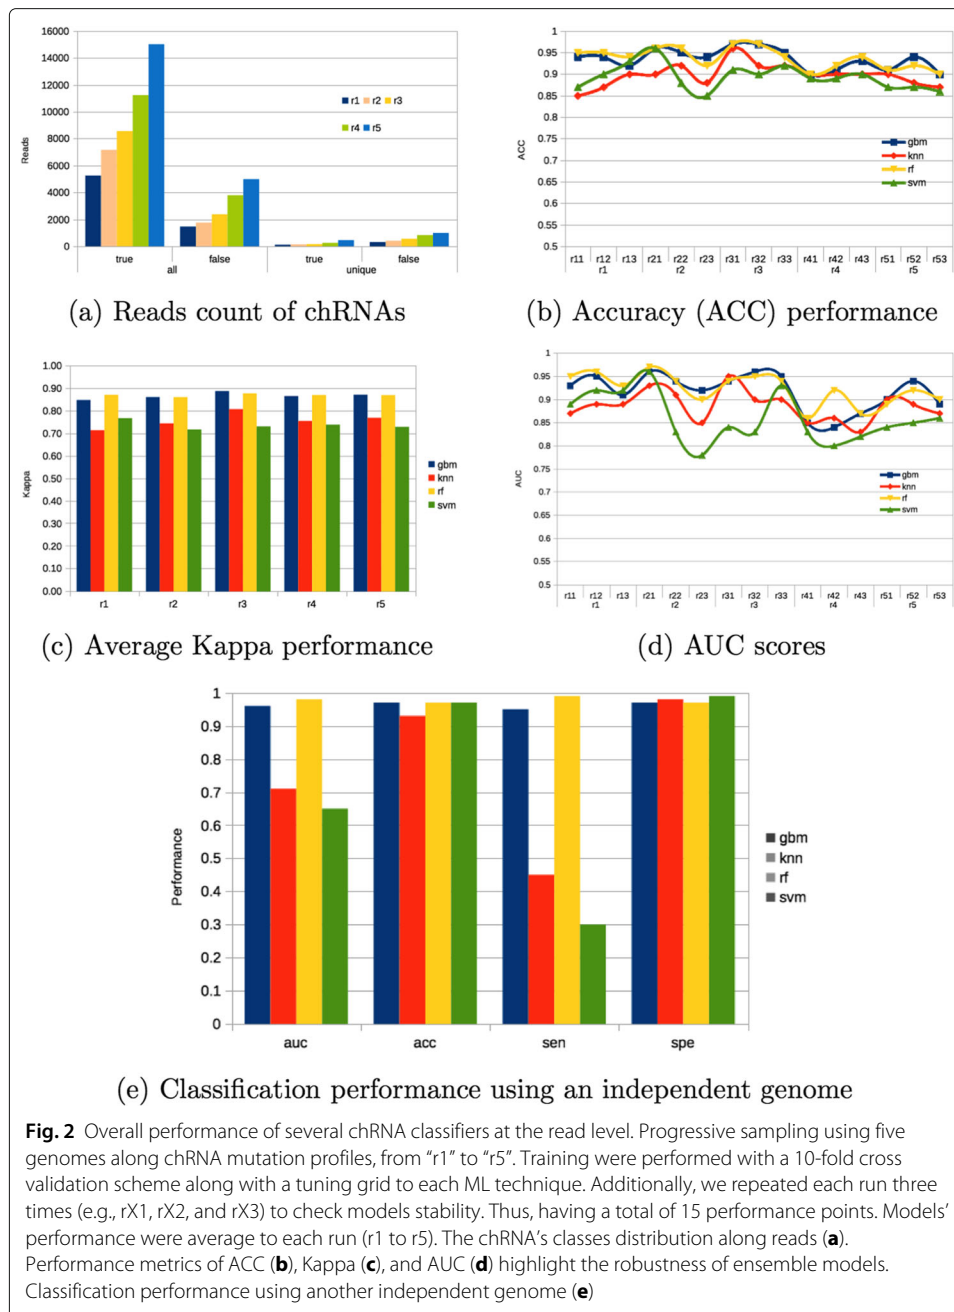 16000
14000
12000
10000
8000
6000
4000
2000
0
Reads
r1 r2 r3
r4 r5
true false true false
all unique
(a) Reads count of chRNAs
1
0.95
0.9
0.85
0.8
0.75
0.7
0.65
0.6
0.55
0.5
ACC
gbm
knn
rf
svm
r11 r12 r13 r21 r22 r23 r31 r32 r33 r41 r42 r43 r51 r52 r53
r1 r2 r3 r4 r5
(b) Accuracy (ACC) performance
1.00
0.90
0.80
0.70
0.60
0.50
0.40
0.30
0.20
0.10
0.00
Kappa
gbm
knn
rf
svm
r1 r2 r3 r4 r5
(c) Average Kappa performance
1
0.95
0.9
0.85
0.8
0.75
0.7
0.65
0.6
0.55
0.5
AUC
gbm
knn
rf
svm
r11 r12 r13 r21 r22 r23 r31 r32 r33 r41 r42 r43 r51 r52 r53
r1 r2 r3 r4 r5
(d) AUC scores
1
0.9
0.8
0.7
0.6
0.5
0.4
0.3
0.2
0.1
0
Performance
gbm
knn
rf
svm
auc acc sen spe
(e) Classification performance using an independent genome
Fig. 2 Overall performance of several chRNA classifiers at the read level. Progressive sampling using five
genomes along chRNA mutation profiles, from “r1” to “r5”. Training were performed with a 10-fold cross
validation scheme along with a tuning grid to each ML technique. Additionally, we repeated each run three
times (e.g., rX1, rX2, and rX3) to check models stability. Thus, having a total of 15 performance points. Models’
performance were average to each run (r1 to r5). The chRNA’s classes distribution along reads (a).
Performance metrics of ACC (b), Kappa (c), and AUC (d) highlight the robustness of ensemble models.
Classification performance using another independent genome (e)